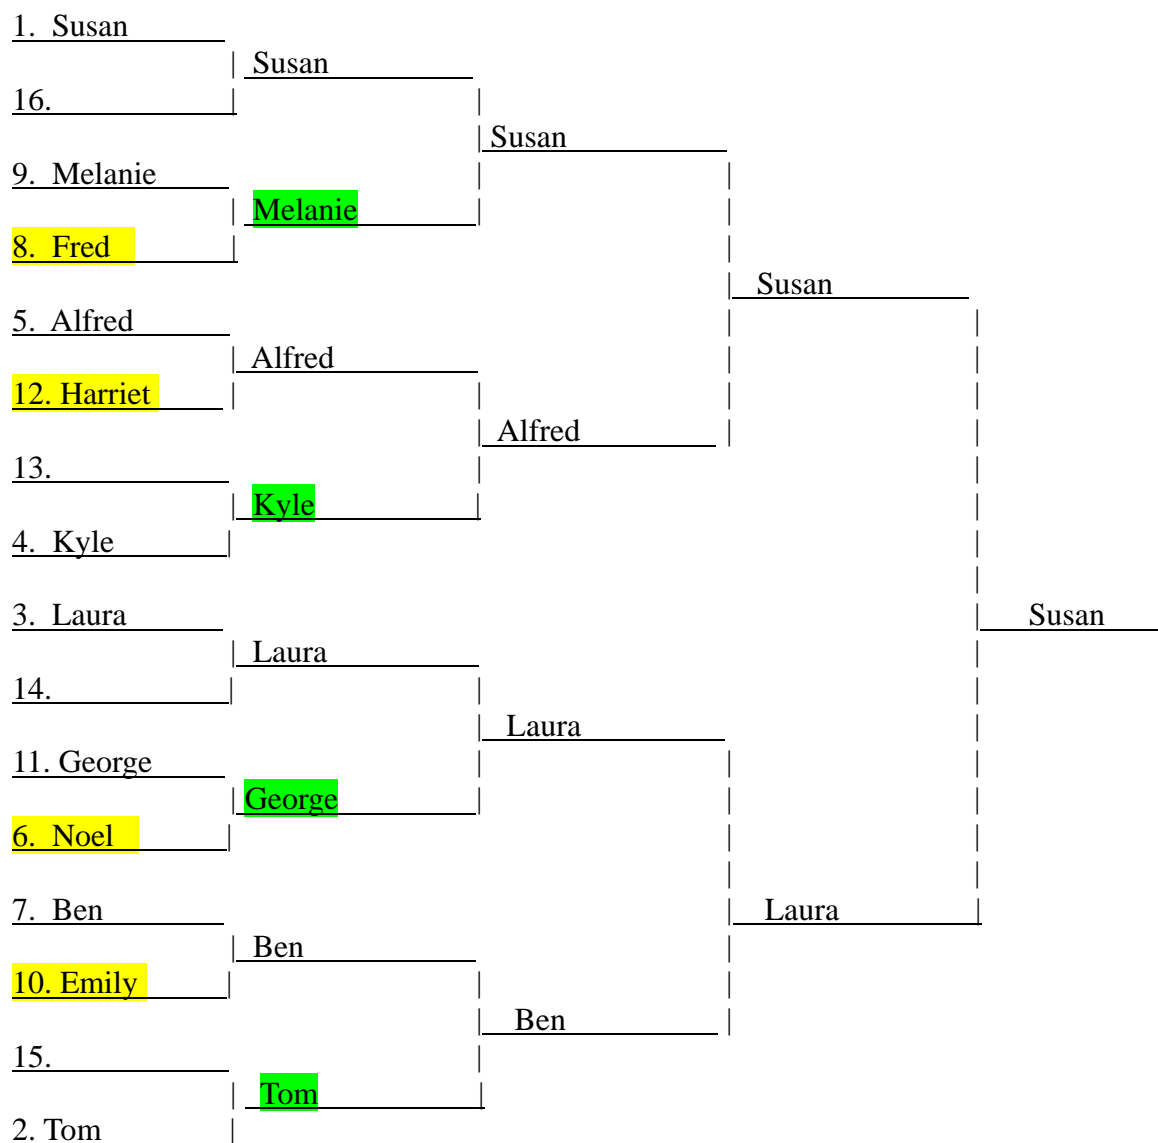 1. Susan
Susan
16.
Susan
9. Melanie
Melanie
8. Fred
Susan
5. Alfred
Alfred
12. Harriet
Alfred
13.
Kyle
4. Kyle
3. Laura
Susan
Laura
14.
Laura
11. George
George
6. Noel
7. Ben
Laura
Ben
10. Emily
Ben
15.
Tom
2. Tom